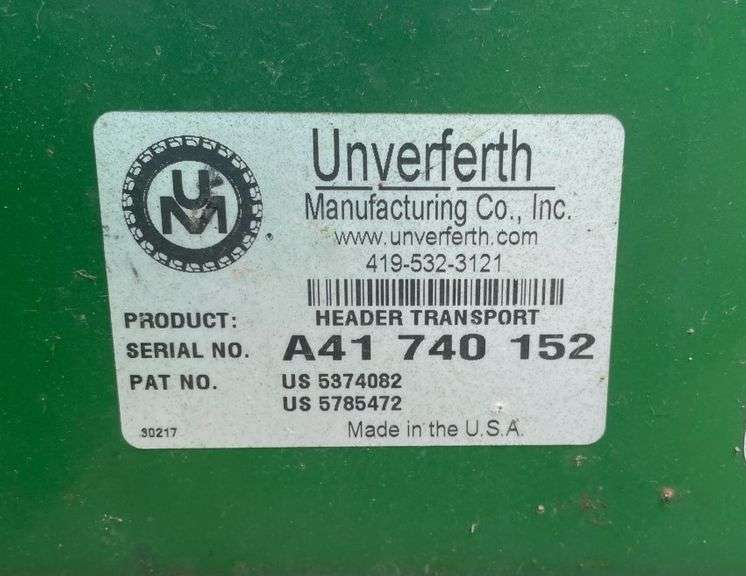 UM
Unverferth
Manufacturing Co., Inc.
www.unverferth.com
419-532-3121
PRODUCT: HEADER TRANSPORT
SERIAL NO. A41 740 152
PAT NO. US 5374082
US 5785472
30217 Made in the U.S.A.